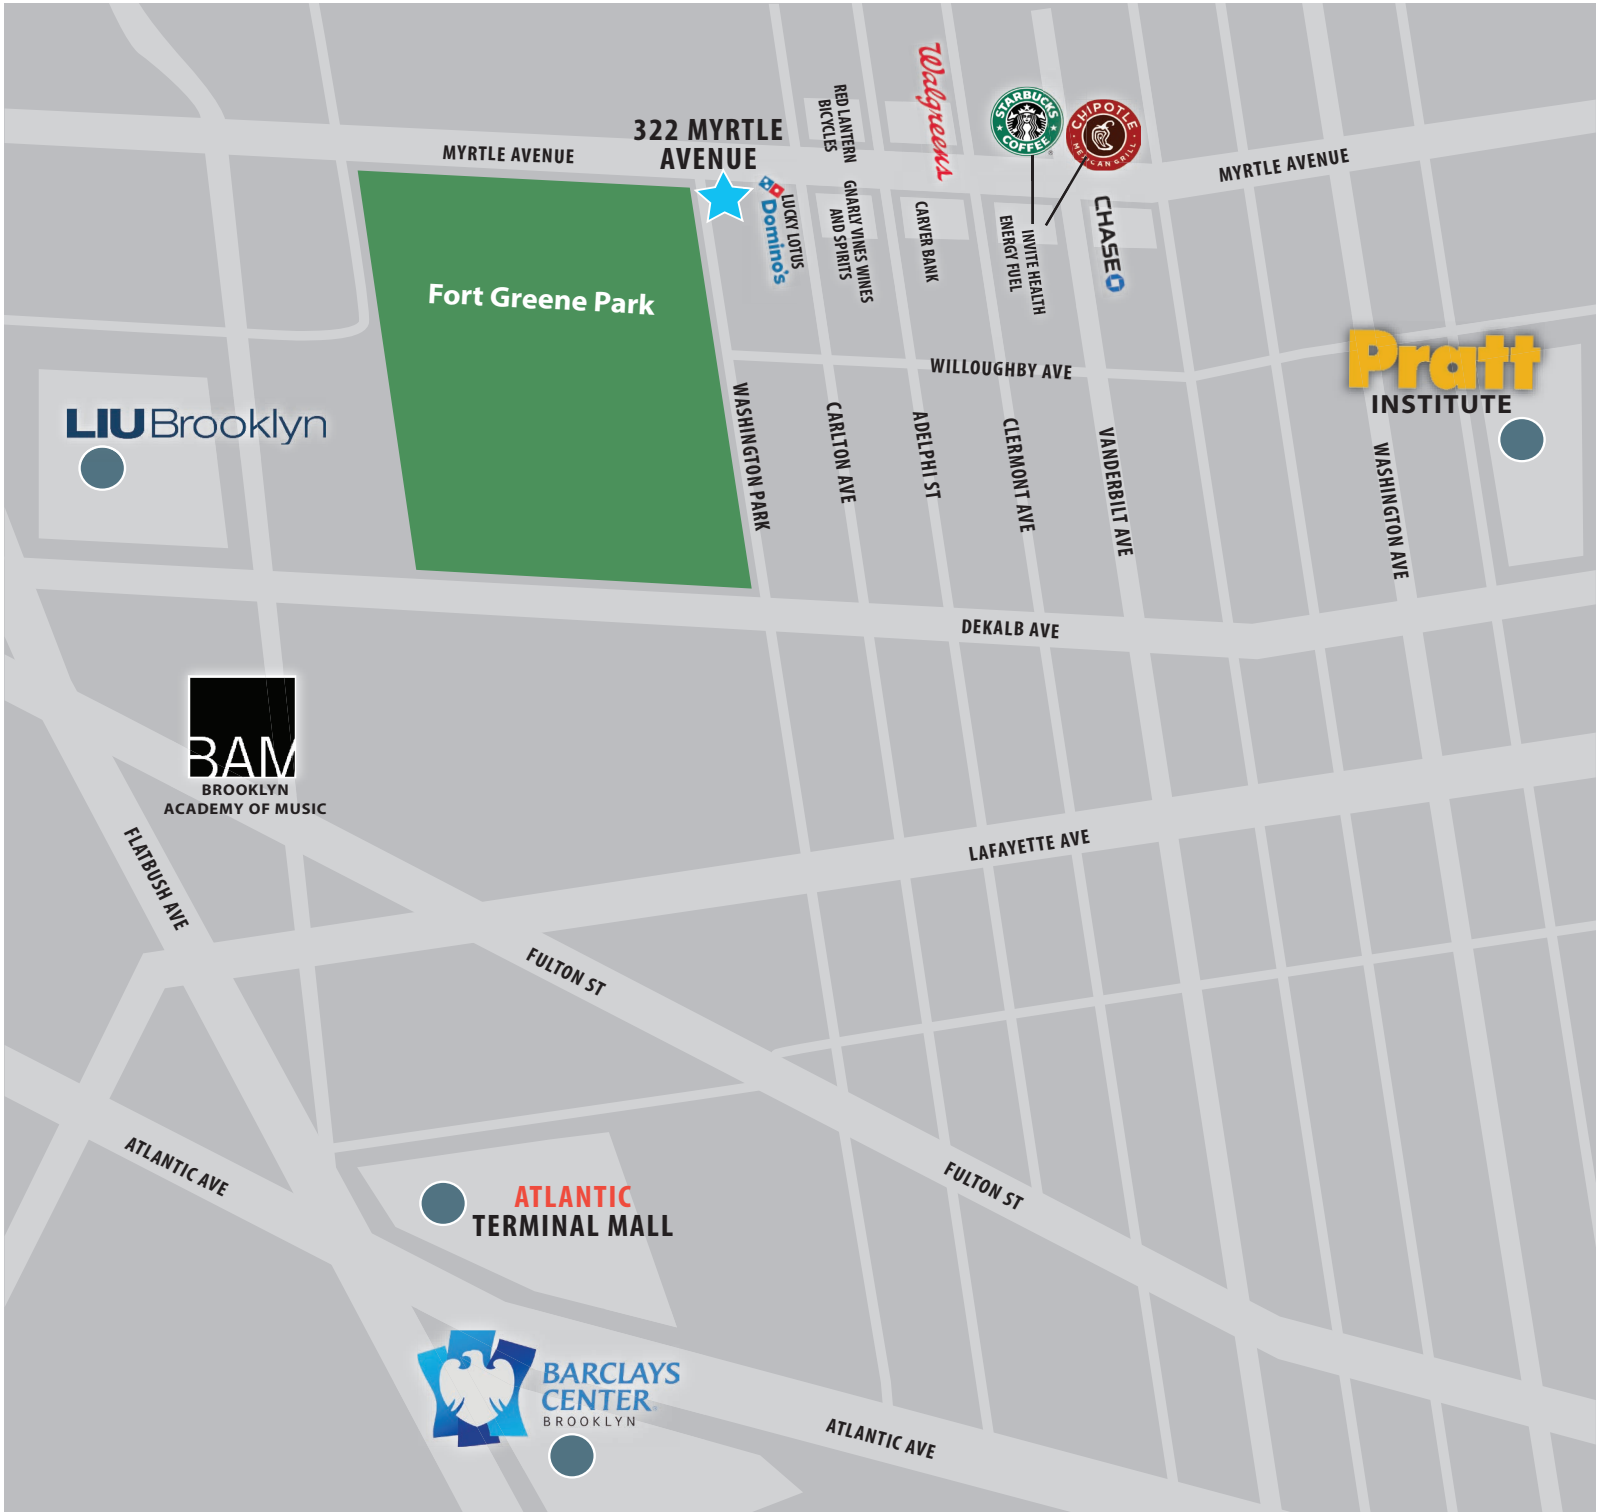 322 MYRTLE
AVENUE
MYRTLE AVENUE
RED LANTERN
BICYCLES
Walgreens
STARBUCKS
COFFEE
CHIPOTLE
MEXICAN GRILL
MYRTLE AVENUE
Domino's
LUCKY LOTUS
GNARLY VINES WINES
AND SPIRITS
CARVER BANK
INVITE HEALTH
ENERGY FUEL
CHASE
Fort Greene Park
WILLOUGHBY AVE
Pratt
INSTITUTE
LIU Brooklyn
WASHINGTON PARK
CARLTON AVE
ADELPHI ST
CLERMONT AVE
VANDERBILT AVE
WASHINGTON AVE
DEKALB AVE
BAM
BROOKLYN
ACADEMY OF MUSIC
FLATBUSH AVE
LAFAYETTE AVE
FULTON ST
ATLANTIC AVE
ATLANTIC
TERMINAL MALL
FULTON ST
BARCLAYS
CENTER
BROOKLYN
ATLANTIC AVE